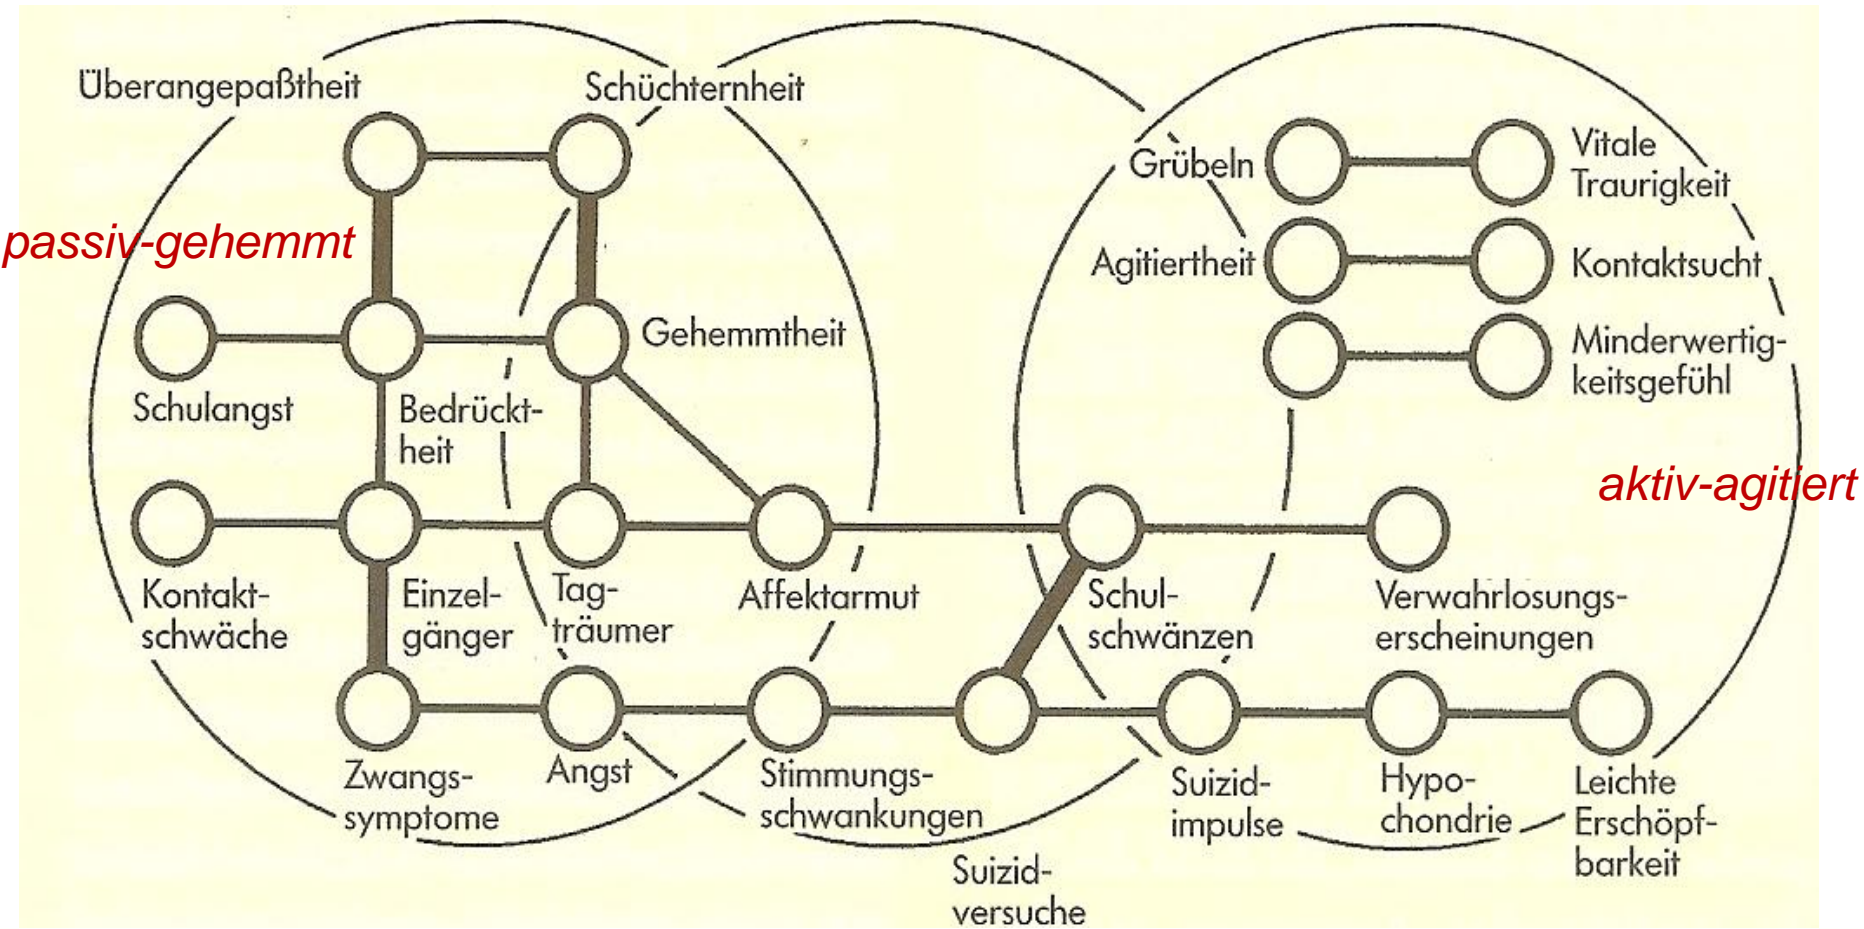 Überangepaßtheit
Schüchternheit
Grübeln
Vitale
Traurigkeit
passiv-gehemmt
Agitiertheit
Kontaktsucht
Gehemmtheit
Minderwertig-
keitsgefühl
Schulangst
Bedrückt-
heit
aktiv-agitiert
Kontakt-
schwäche
Einzel-
gänger
Tag-
träumer
Affektarmut
Schul-
schwänzen
Verwahrlosungs-
erscheinungen
Zwangs-
symptome
Angst
Stimmungs-
schwankungen
Suizid-
versuche
Suizid-
impulse
Hypo-
chondrie
Leichte
Erschöpf-
barkeit